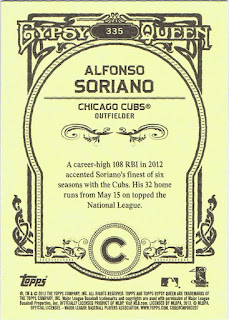 335
GYPSY QUEEN
ALFONSO
SORIANO
CHICAGO CUBS®
OUTFIELDER
A career-high 108 RBI in 2012
accented Soriano's finest of six
seasons with the Cubs. His 32 home
runs from May 15 on topped the
National League.
C
Topps